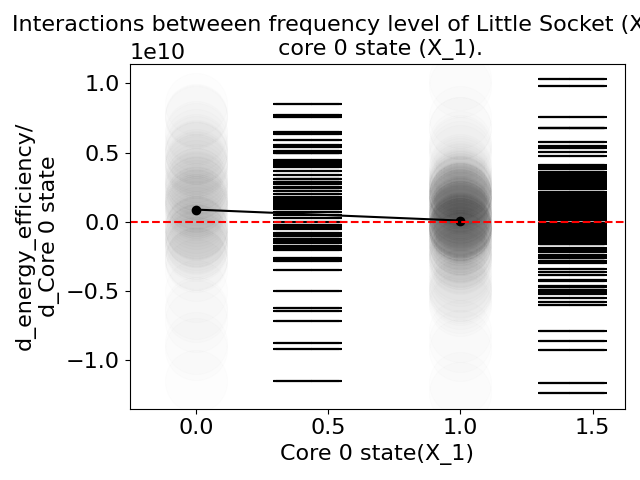 Interactions betweeen frequency level of Little Socket (X
core 0 state (X_1).
1e10
1.0
0.5
0.0
−0.5
−1.0
d_energy_efficiency/
d_Core 0 state
0.0 0.5 1.0 1.5
Core 0 state(X_1)